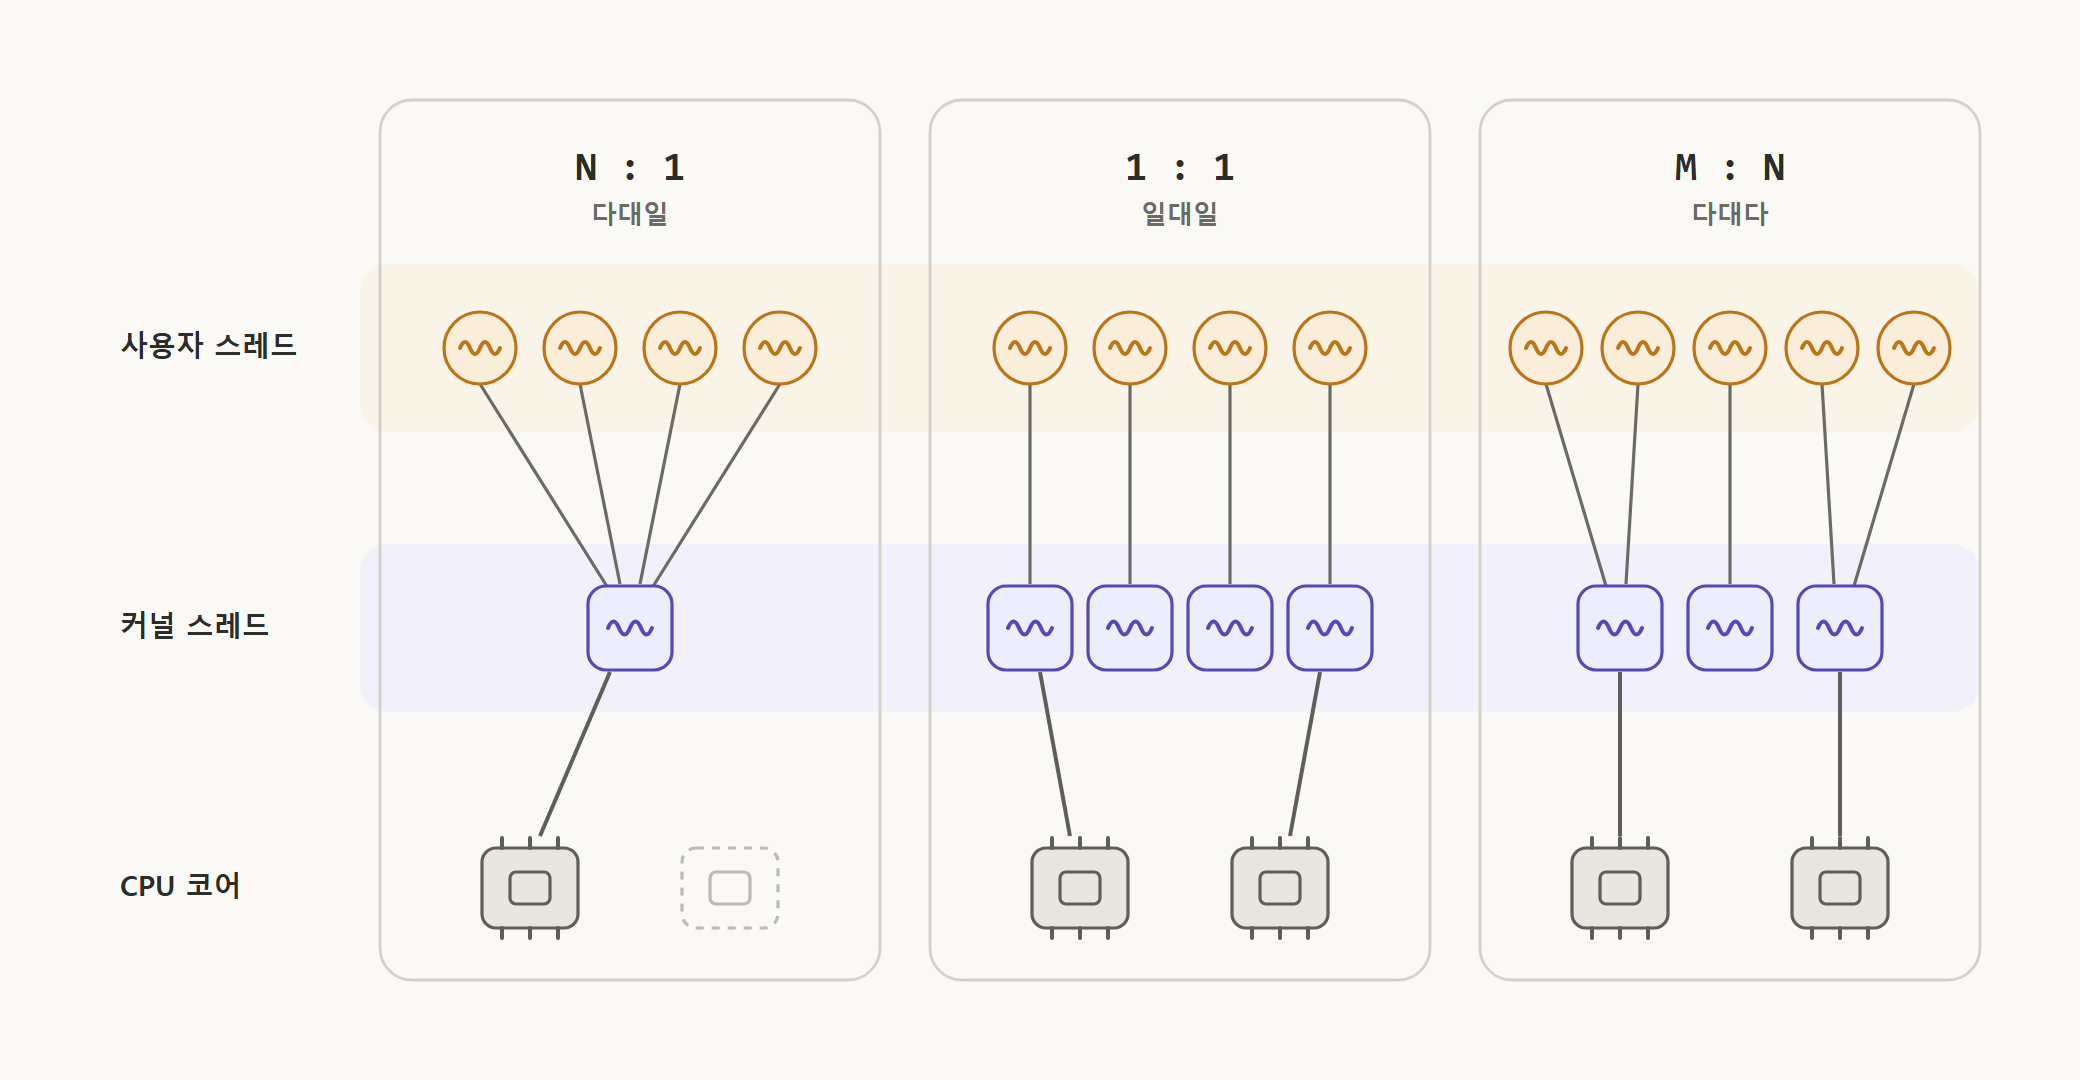 N : 1
다대일
1 : 1
일대일
M : N
다대다
사용자 스레드
커널 스레드
CPU 코어